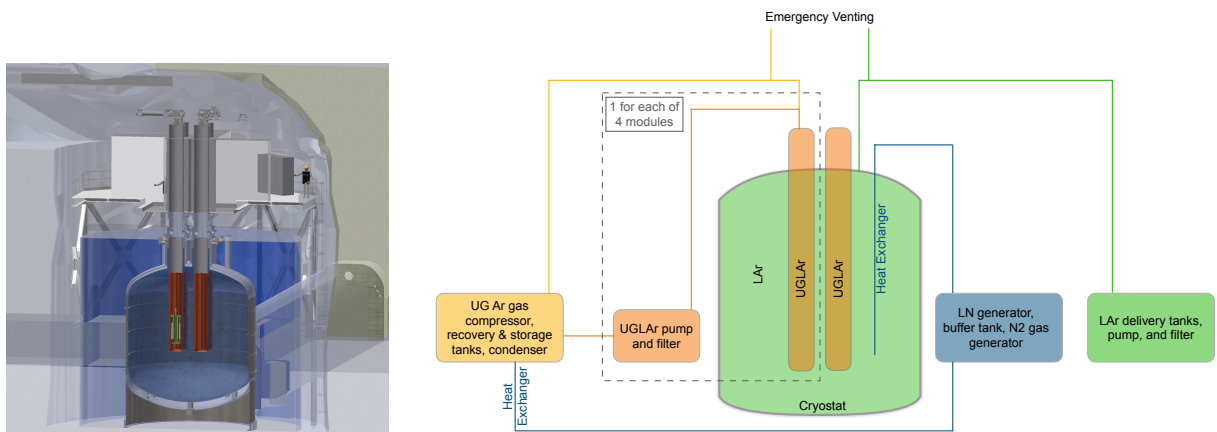 Emergency Venting
1 for each of
4 modules
LAr
UGLAr
UGLAr
Heat Exchanger
UG Ar gas
compressor,
recovery & storage
tanks, condenser
UGLAr pump
and filter
LN generator,
buffer tank, N2 gas
generator
LAr delivery tanks,
pump, and filter
Heat
Exchanger
Cryostat